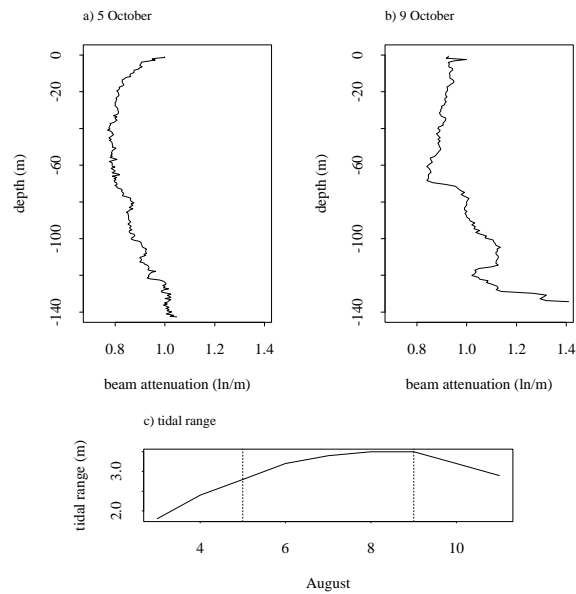 a) 5 October
b) 9 October
0
-20
-60
-100
-140
depth (m)
0.8 1.0 1.2 1.4
beam attenuation (ln/m)
0
-20
-60
-100
-140
depth (m)
0.8 1.0 1.2 1.4
beam attenuation (ln/m)
c) tidal range
3.0
2.0
tidal range (m)
4 6 8 10
August